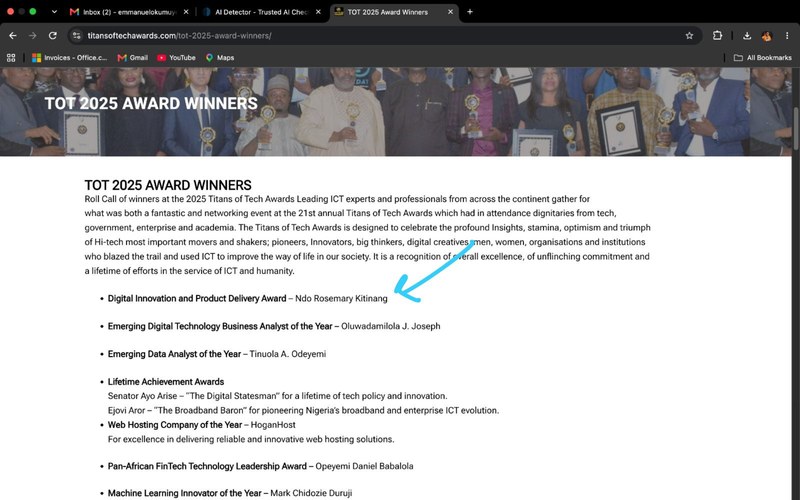 Inbox (2) - emmanuelokumuy
AI Detector - Trusted AI Chec
TOT 2025 Award Winners
titansoftechawards.com/tot-2025-award-winners/
Invoices - Office.c...
Gmail
YouTube
Maps
All Bookmarks
TOT 2025 AWARD WINNERS
TOT 2025 AWARD WINNERS
Roll Call of winners at the 2025 Titans of Tech Awards Leading ICT experts and professionals from across the continent gather for
what was both a fantastic and networking event at the 21st annual Titans of Tech Awards which had in attendance dignitaries from tech,
government, enterprise and academia. The Titans of Tech Awards is designed to celebrate the profound Insights, stamina, optimism and triumph
of Hi-tech most important movers and shakers; pioneers, Innovators, big thinkers, digital creatives men, women, organisations and institutions
who blazed the trail and used ICT to improve the way of life in our society. It is a recognition of overall excellence, of unflinching commitment and
a lifetime of efforts in the service of ICT and humanity.
• Digital Innovation and Product Delivery Award – Ndo Rosemary Kitinang
• Emerging Digital Technology Business Analyst of the Year – Oluwadamilola J. Joseph
• Emerging Data Analyst of the Year – Tinuola A. Odeyemi
• Lifetime Achievement Awards
Senator Ayo Arise – “The Digital Statesman” for a lifetime of tech policy and innovation.
Ejovi Aror – “The Broadband Baron” for pioneering Nigeria’s broadband and enterprise ICT evolution.
• Web Hosting Company of the Year – HoganHost
For excellence in delivering reliable and innovative web hosting solutions.
• Pan-African FinTech Technology Leadership Award – Opeyemi Daniel Babalola
• Machine Learning Innovator of the Year – Mark Chidozie Duruji